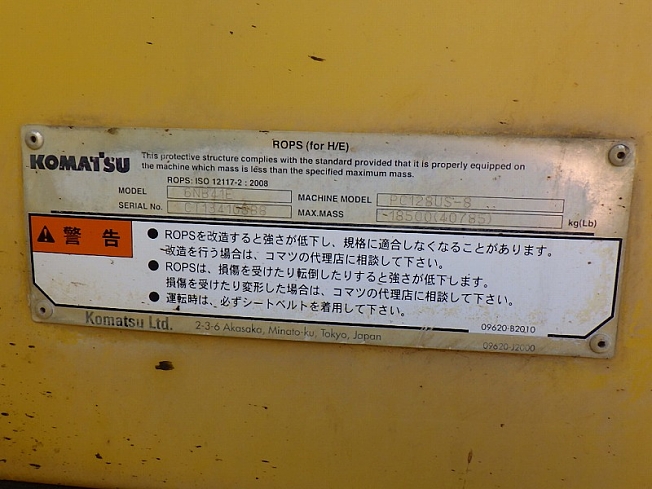 ROPS (for H/E)
KOMATSU
This protective structure complies with the standard provided that it is properly equipped on
the machine which mass is less than the specified maximum mass.
ROPS: ISO 12117-2 : 2008
MODEL
MACHINE MODEL PC128US-8
SERIAL No.
MAX.MASS 18500(40785) kg(Lb)
警告
●ROPSを改造すると強さが低下し、規格に適合しなくなることがあります。
改造を行う場合は、コマツの代理店に相談して下さい。
●ROPSは、損傷を受けたり転倒したりすると強さが低下します。
損傷を受けたり変形した場合は、コマツの代理店に相談して下さい。
●運転時は、必ずシートベルトを着用して下さい。
09620-B2010
Komatsu Ltd. 2-3-6 Akasaka, Minato-ku, Tokyo, Japan
09620-J2000